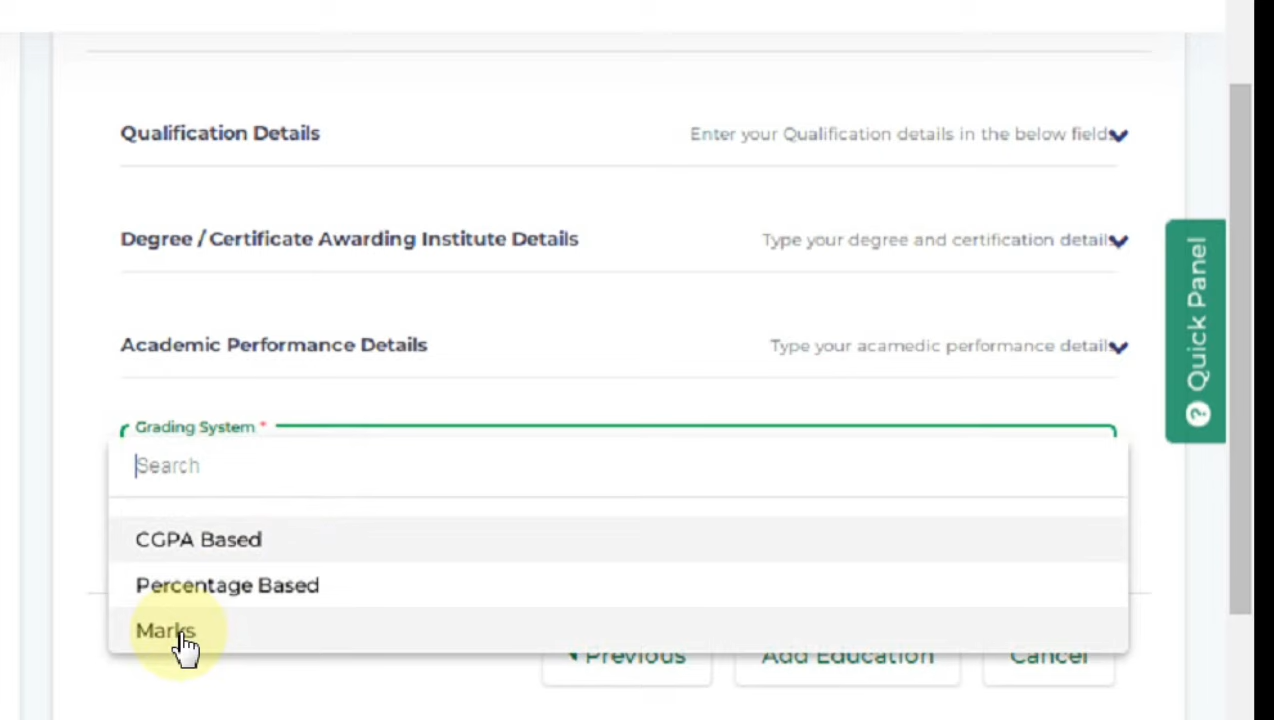 Qualification Details
Enter your Qualification details in the below field
Degree / Certificate Awarding Institute Details
Type your degree and certification detail
Academic Performance Details
Type your acamedic performance detail
Quick Panel
Grading System *
Search
CGPA Based
Percentage Based
Marks
Previous
Add Education
Cancel